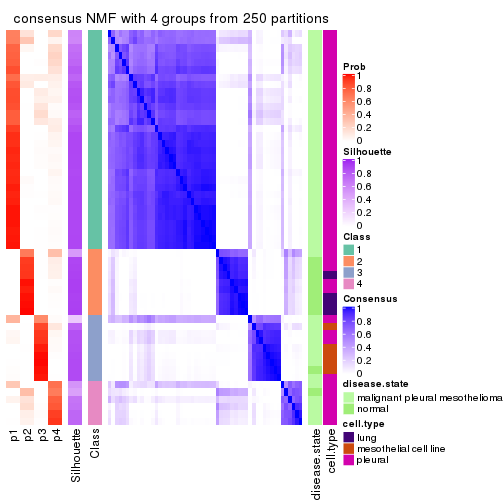 consensus NMF with 4 groups from 250 partitions
Prob
1
0.8
0.6
0.4
0.2
0
Silhouette
1
0.8
0.6
0.4
0.2
0
Class
1
2
3
4
Consensus
1
0.8
0.6
0.4
0.2
0
disease.state
malignant pleural mesothelioma
normal
cell.type
lung
mesothelial cell line
pleural
p1
p2
p3
p4
Silhouette
Class
disease.state
cell.type